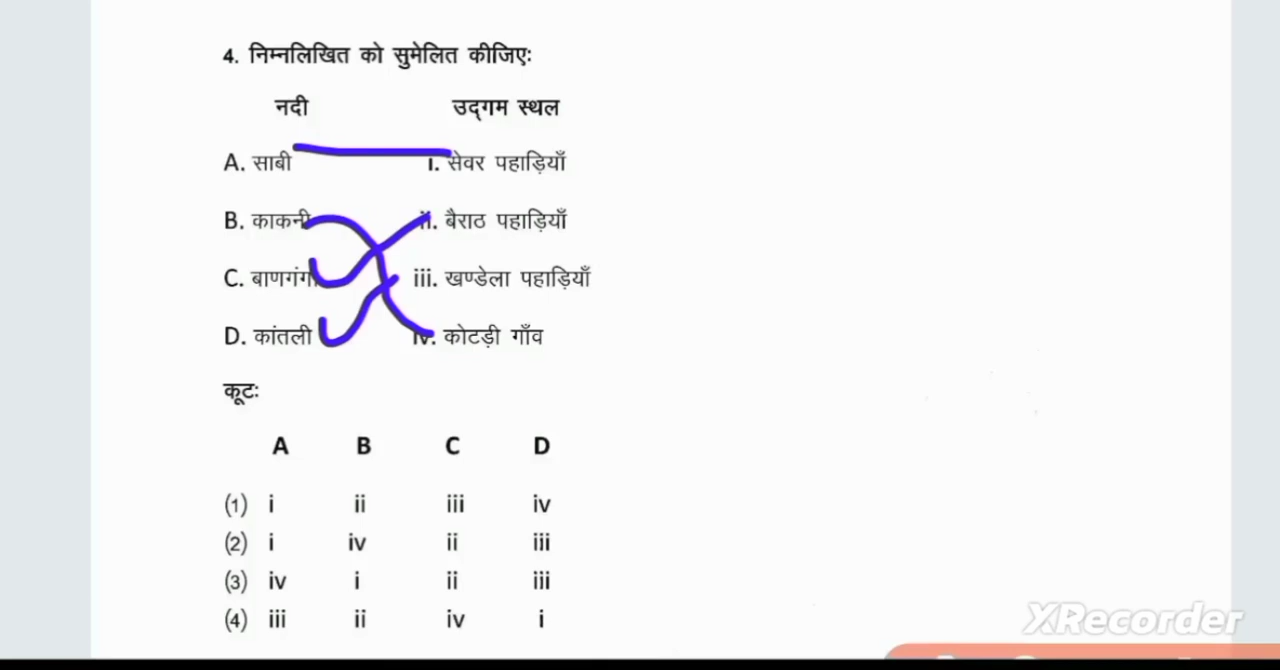 4. निम्नलिखित को सुमेलित कीजिए:
नदी उद्गम स्थल
A. साबी i. सेवर पहाड़ियाँ
B. काकनी ii. बैराठ पहाड़ियाँ
C. बाणगंगा iii. खण्डेला पहाड़ियाँ
D. कांतली iv. कोटड़ी गाँव
कूट:
A B C D
(1) i ii iii iv
(2) i iv ii iii
(3) iv i ii iii
(4) iii ii iv i
XRecorder